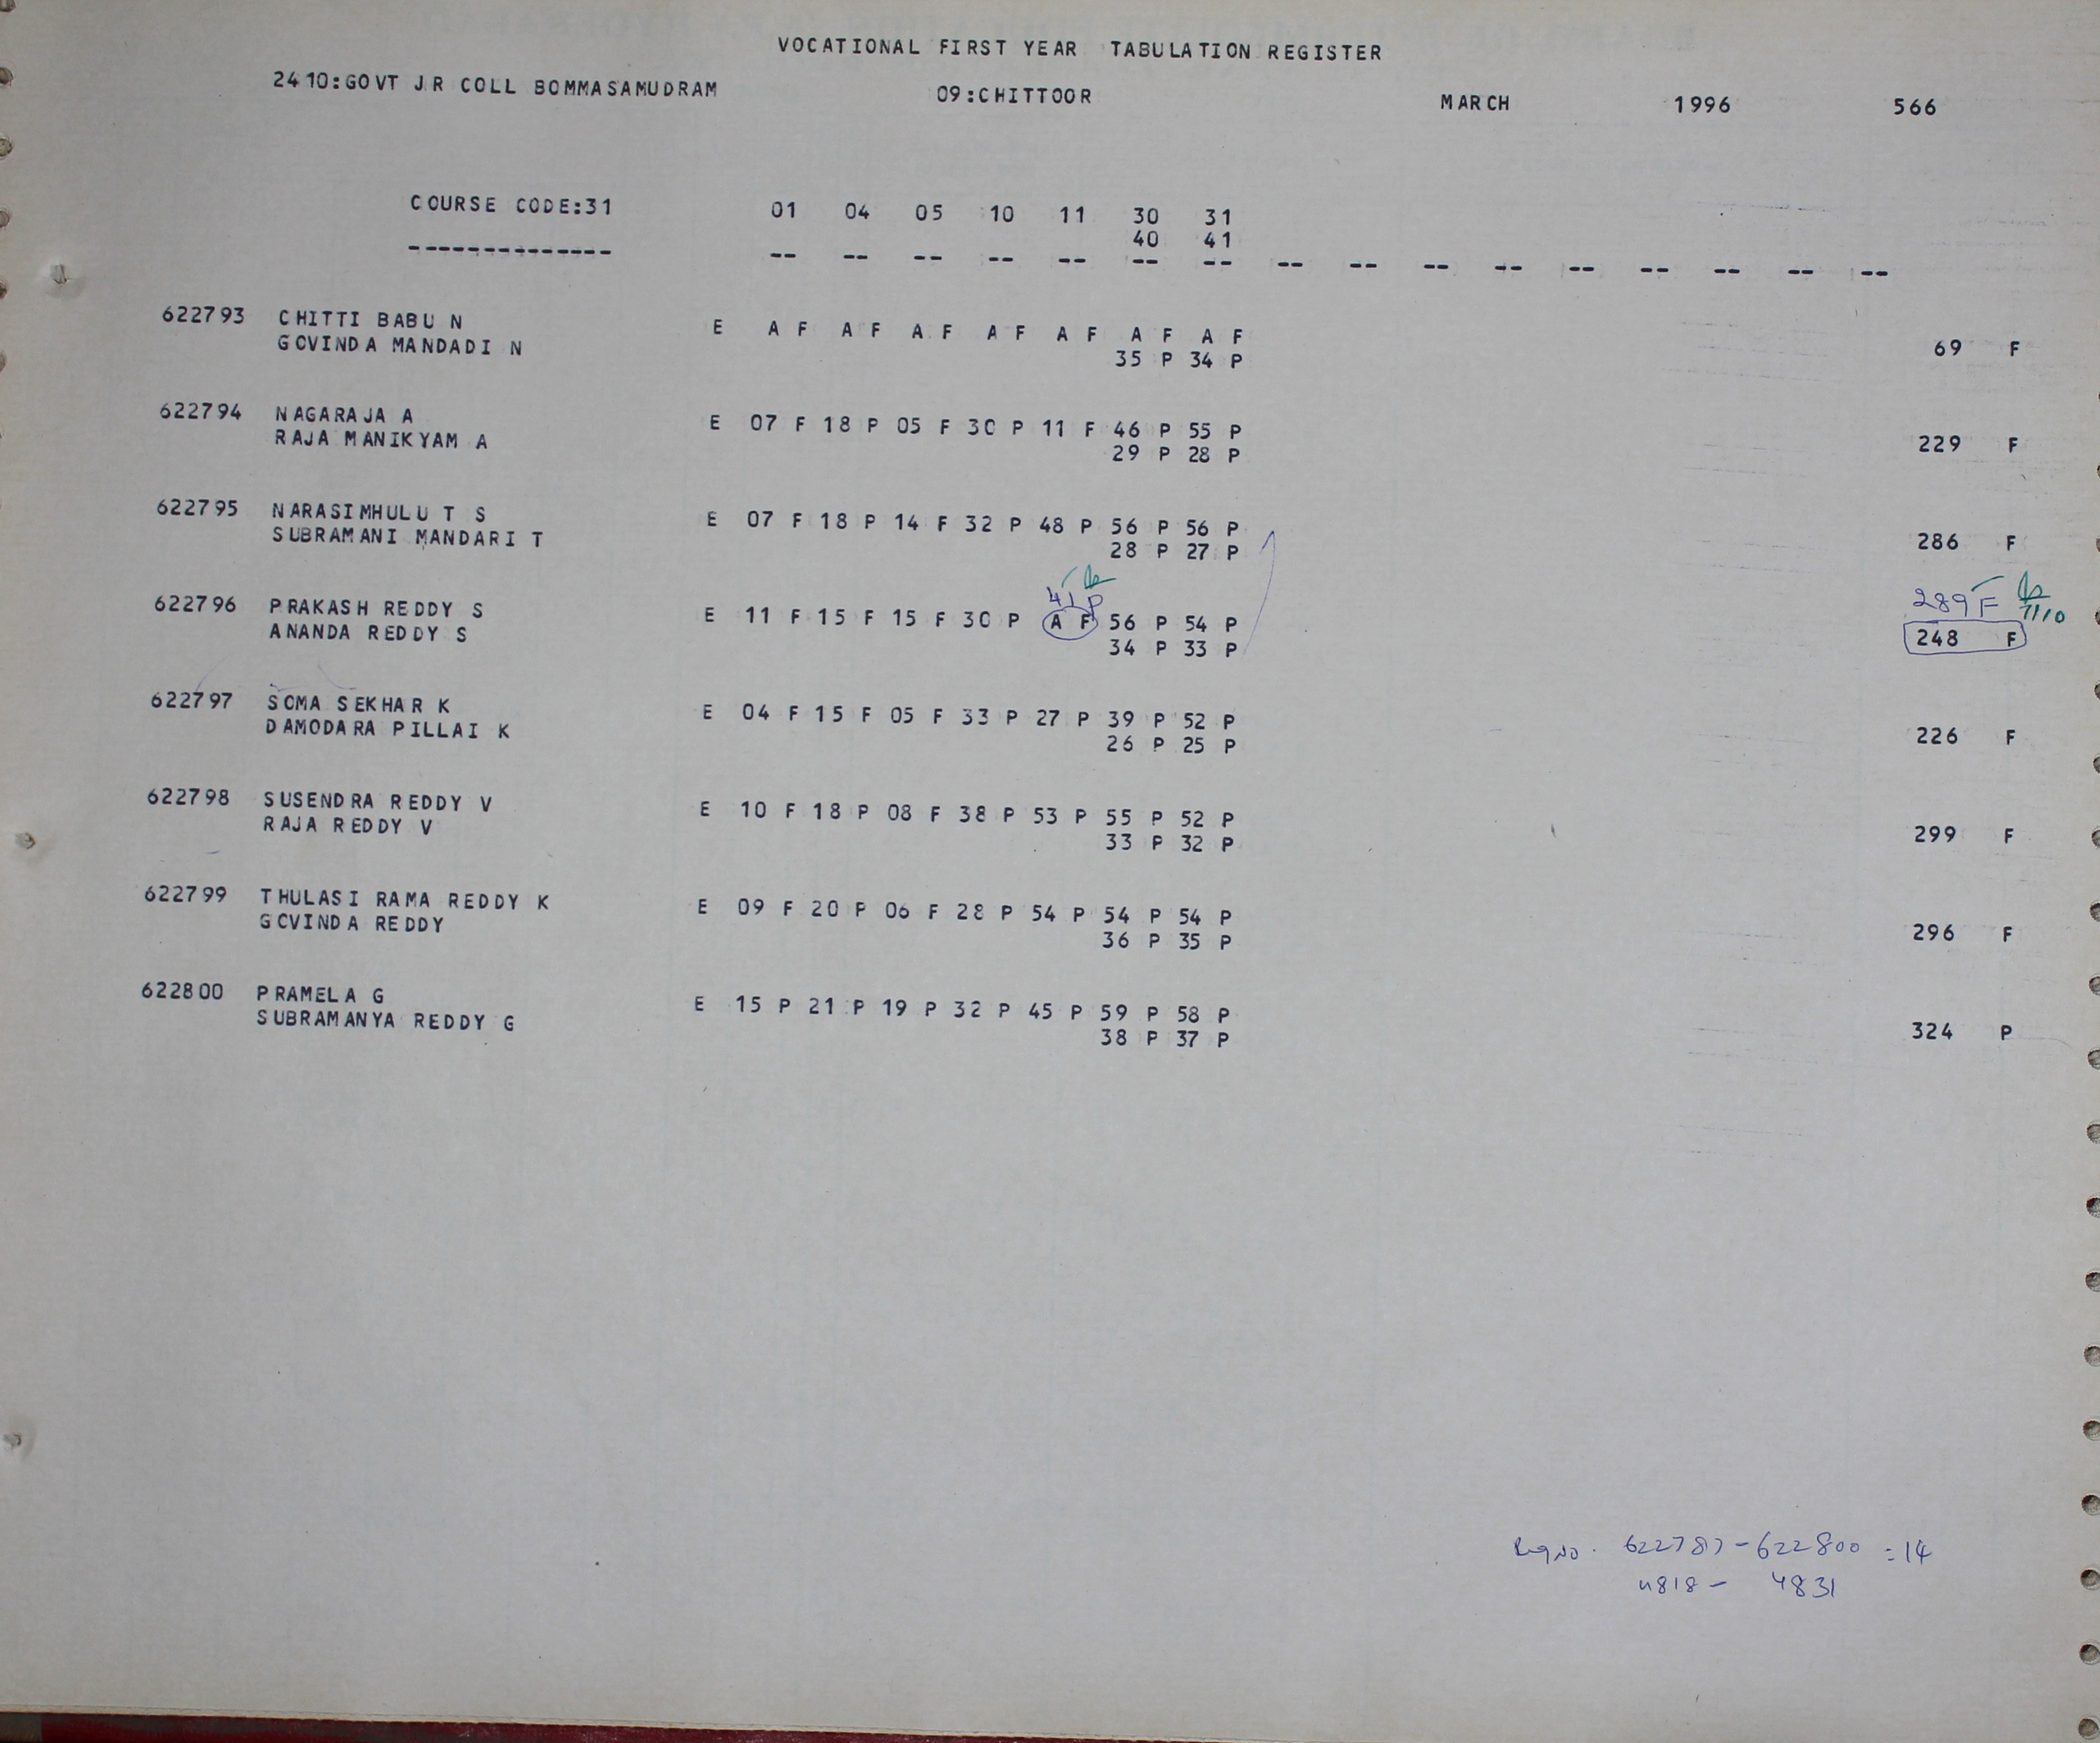 VOCATIONAL FIRST YEAR TABULATION REGISTER
2410:GOVT JR COLL BOMMASAMUDRAM 09:CHITTOOR MARCH 1996 566
COURSE CODE:31 01 04 05 10 11 30 31
40 41
-------------- -- -- -- -- -- -- -- -- -- -- -- -- -- -- -- --
622793 CHITTI BABU N E A F A F A F A F A F A F A F
GOVINDA MANDADI N 35 P 34 P 69 F
622794 NAGARAJA A E 07 F 18 P 05 F 30 P 11 F 46 P 55 P
RAJA MANIKYAM A 29 P 28 P 229 F
622795 NARASIMHULU T S E 07 F 18 P 14 F 32 P 48 P 56 P 56 P
SUBRAMANI MANDARI T 28 P 27 P 286 F
41 P 289 F
622796 PRAKASH REDDY S E 11 F 15 F 15 F 30 P A F 56 P 54 P
ANANDA REDDY S 34 P 33 P 248 F
622797 SOMA SEKHAR K E 04 F 15 F 05 F 33 P 27 P 39 P 52 P
DAMODARA PILLAI K 26 P 25 P 226 F
622798 SUSENDRA REDDY V E 10 F 18 P 08 F 38 P 53 P 55 P 52 P
RAJA REDDY V 33 P 32 P 299 F
622799 THULASI RAMA REDDY K E 09 F 20 P 06 F 28 P 54 P 54 P 54 P
GOVINDA REDDY 36 P 35 P 296 F
622800 PRAMELA G E 15 P 21 P 19 P 32 P 45 P 59 P 58 P
SUBRAMANYA REDDY G 38 P 37 P 324 P
Reg No. 622787-622800 = 14
4818 - 4831